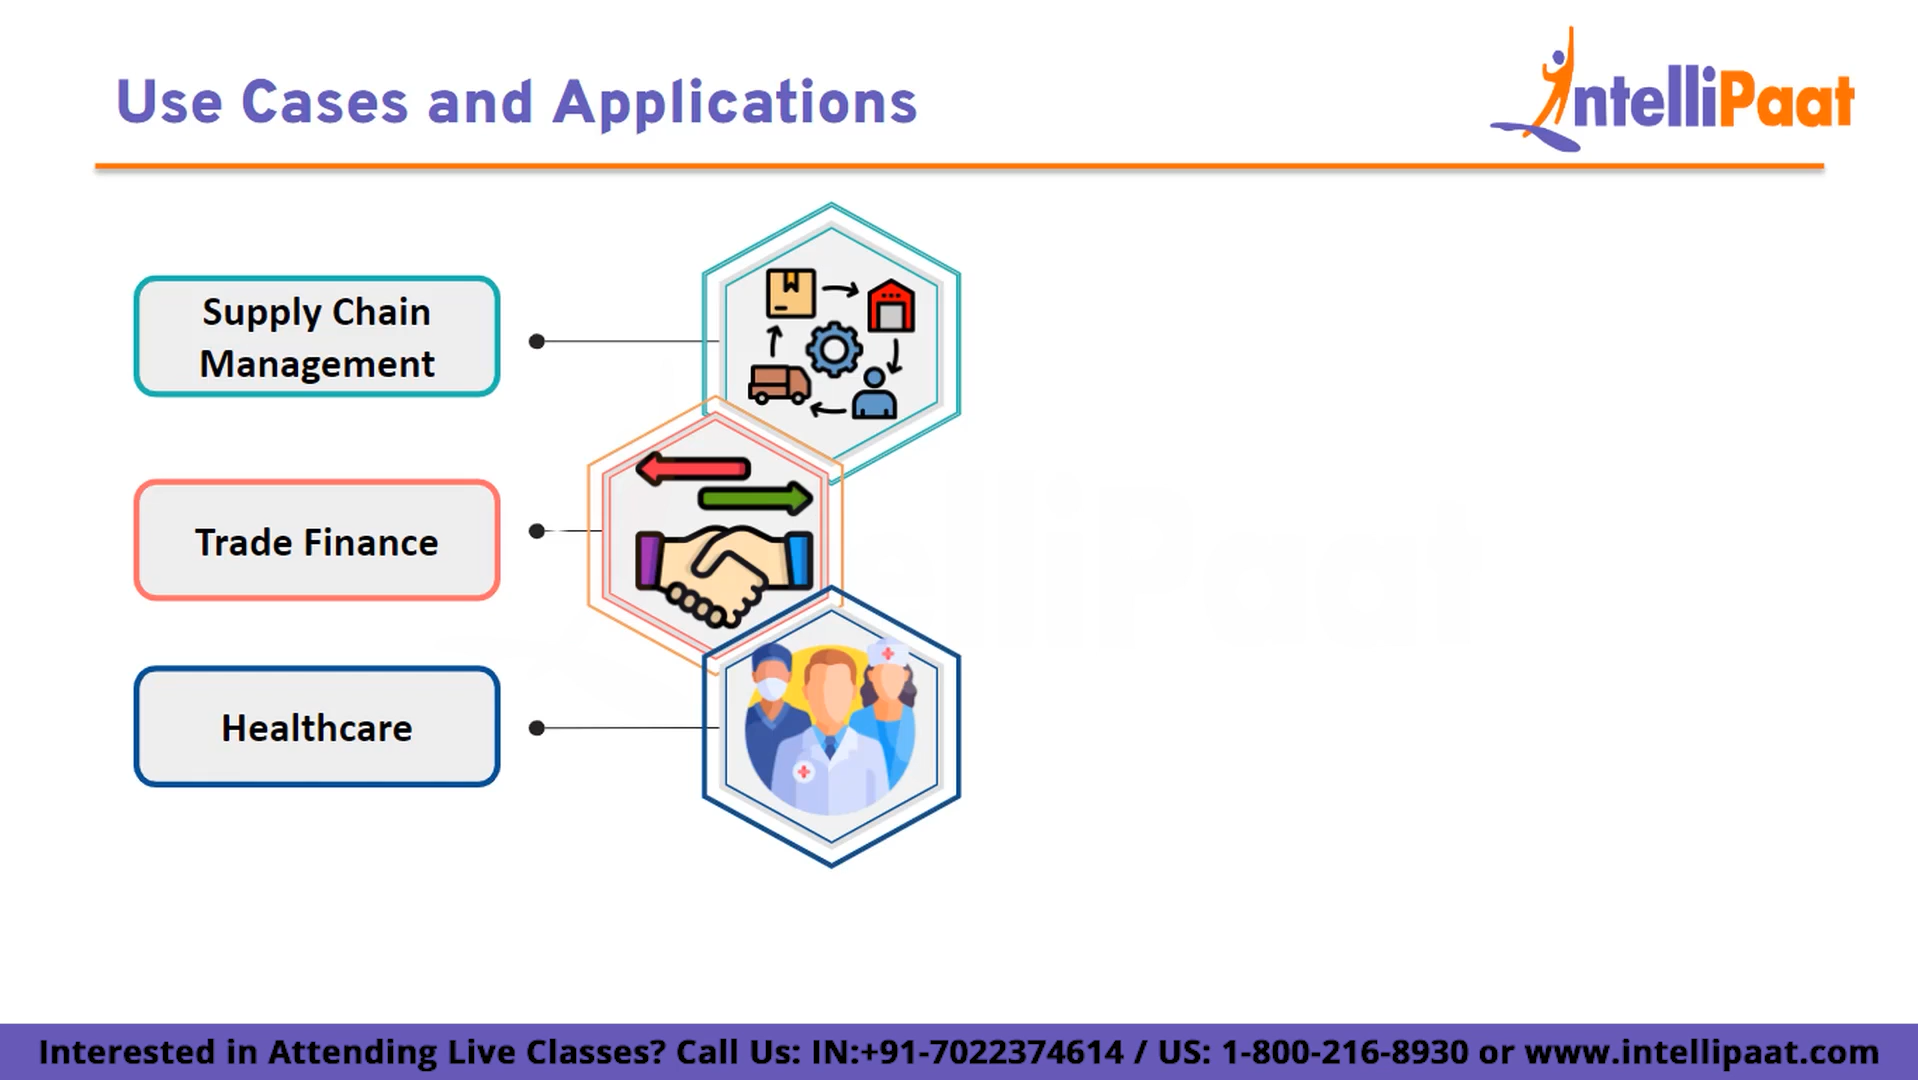 Use Cases and Applications
IntelliPaat
Supply Chain
Management
Trade Finance
Healthcare
Interested in Attending Live Classes? Call Us: IN:+91-7022374614 / US: 1-800-216-8930 or www.intellipaat.com